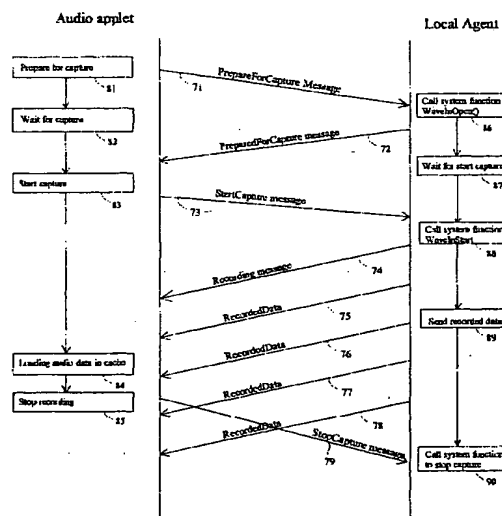 Audio applet
Local Agent
Prepare for capture
81
71
PrepareForCapture Message
Call system function
WaveInOpen()
86
Wait for capture
82
PreparedForCapture message
72
Wait for start capture
87
Start capture
83
73
StartCapture message
Call system function
WaveInStart
88
Recording message
74
RecordedData
75
Send recorded data
89
RecordedData
76
Loading audio data in cache
84
RecordedData
77
Stop recording
85
RecordedData
78
StopCapture message
79
Call system function
to stop capture
90